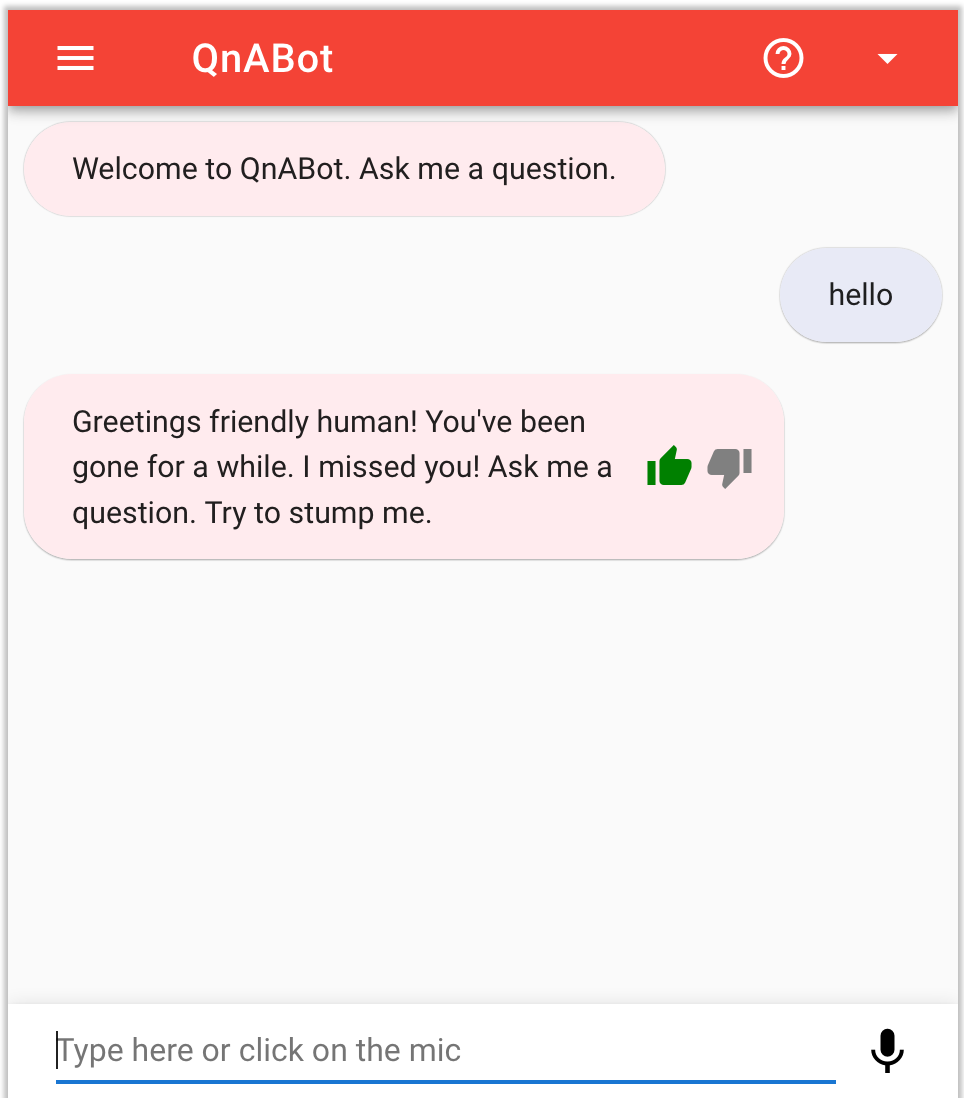 QnABot
Welcome to QnABot. Ask me a question.
hello
Greetings friendly human! You've been
gone for a while. I missed you! Ask me a
question. Try to stump me.
Type here or click on the mic